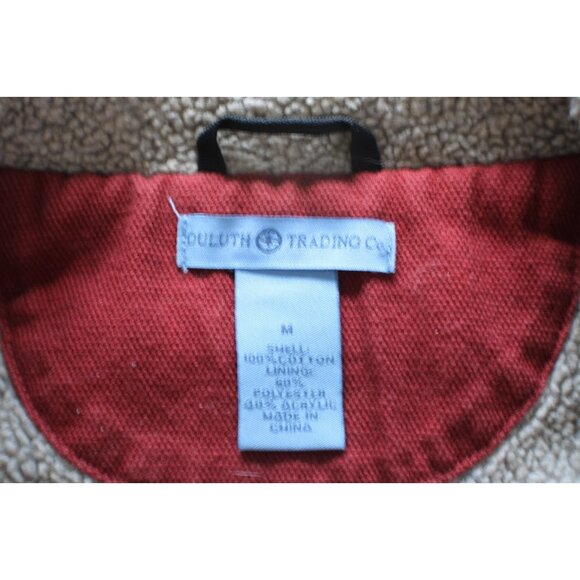 DULUTH TRADING Co
M
SHELL:
100% COTTON
LINING:
60%
POLYESTER
40% ACRYLIC
MADE IN
CHINA